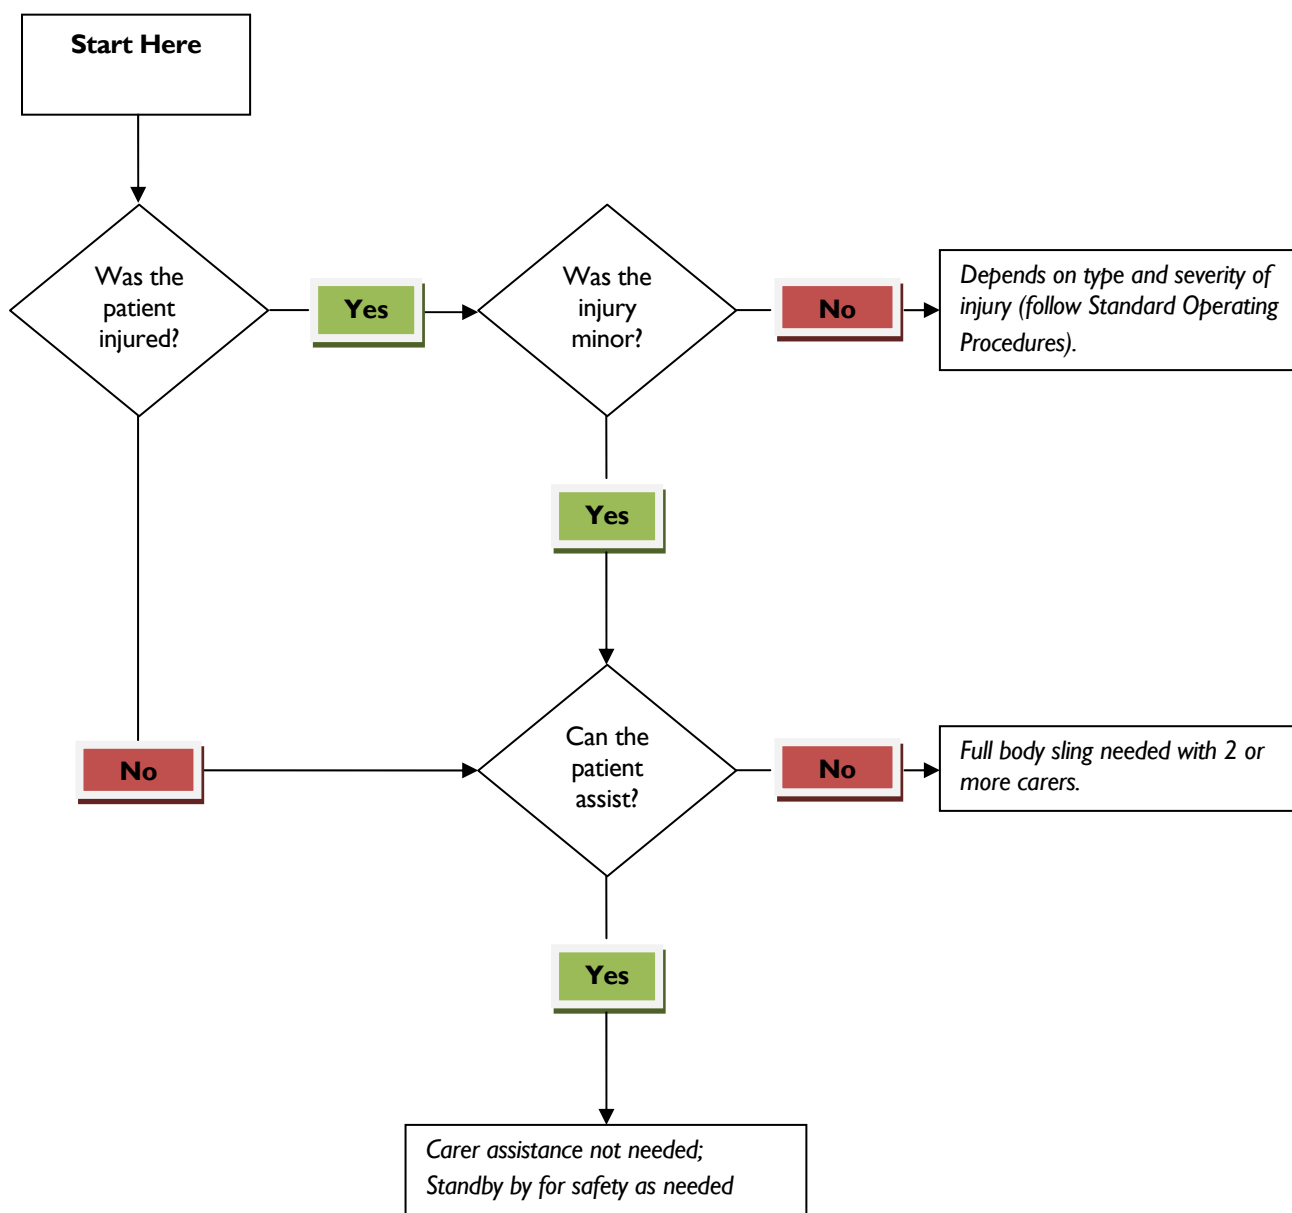 Start Here
Was the
patient
injured?
Yes
Was the
injury
minor?
No
Depends on type and severity of
injury (follow Standard Operating
Procedures).
Yes
No
Can the
patient
assist?
No
Full body sling needed with 2 or
more carers.
Yes
Carer assistance not needed;
Standby by for safety as needed